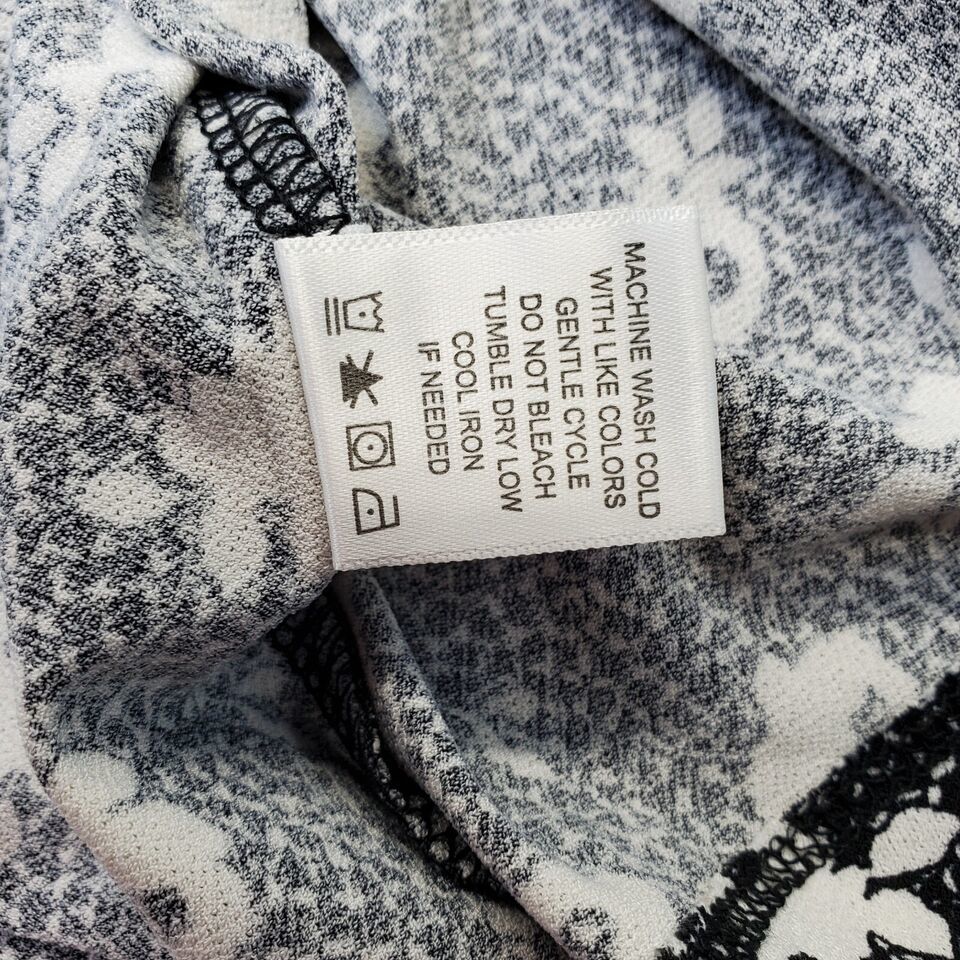 MACHINE WASH COLD
WITH LIKE COLORS
GENTLE CYCLE
DO NOT BLEACH
TUMBLE DRY LOW
COOL IRON
IF NEEDED